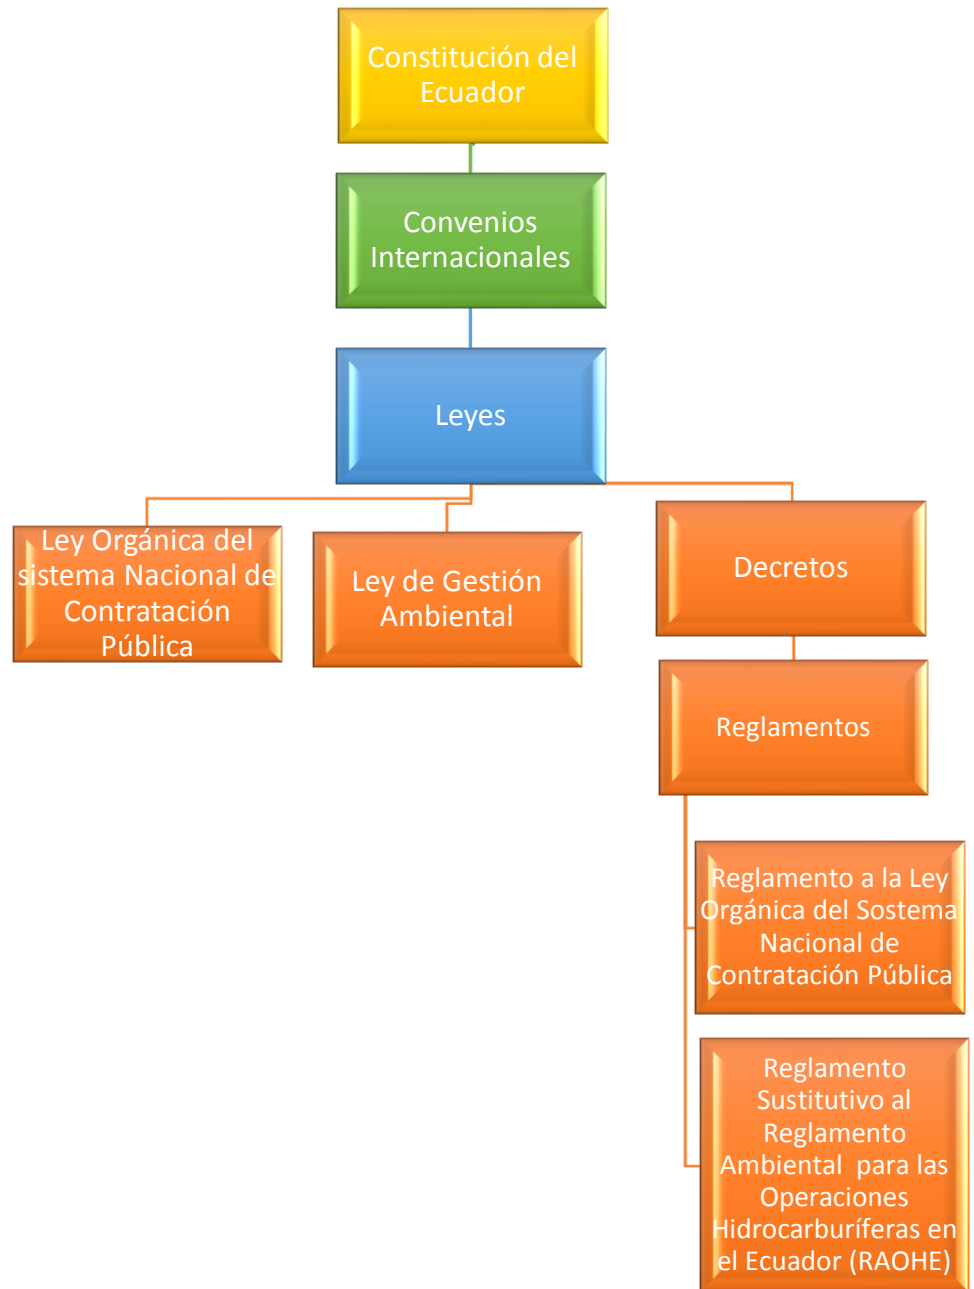 Constitución del
Ecuador
Convenios
Internacionales
Leyes
Ley Orgánica del
sistema Nacional de
Contratación
Pública
Ley de Gestión
Ambiental
Decretos
Reglamentos
Reglamento a la Ley
Orgánica del Sostema
Nacional de
Contratación Pública
Reglamento
Sustitutivo al
Reglamento
Ambiental para las
Operaciones
Hidrocarburíferas en
el Ecuador (RAOHE)